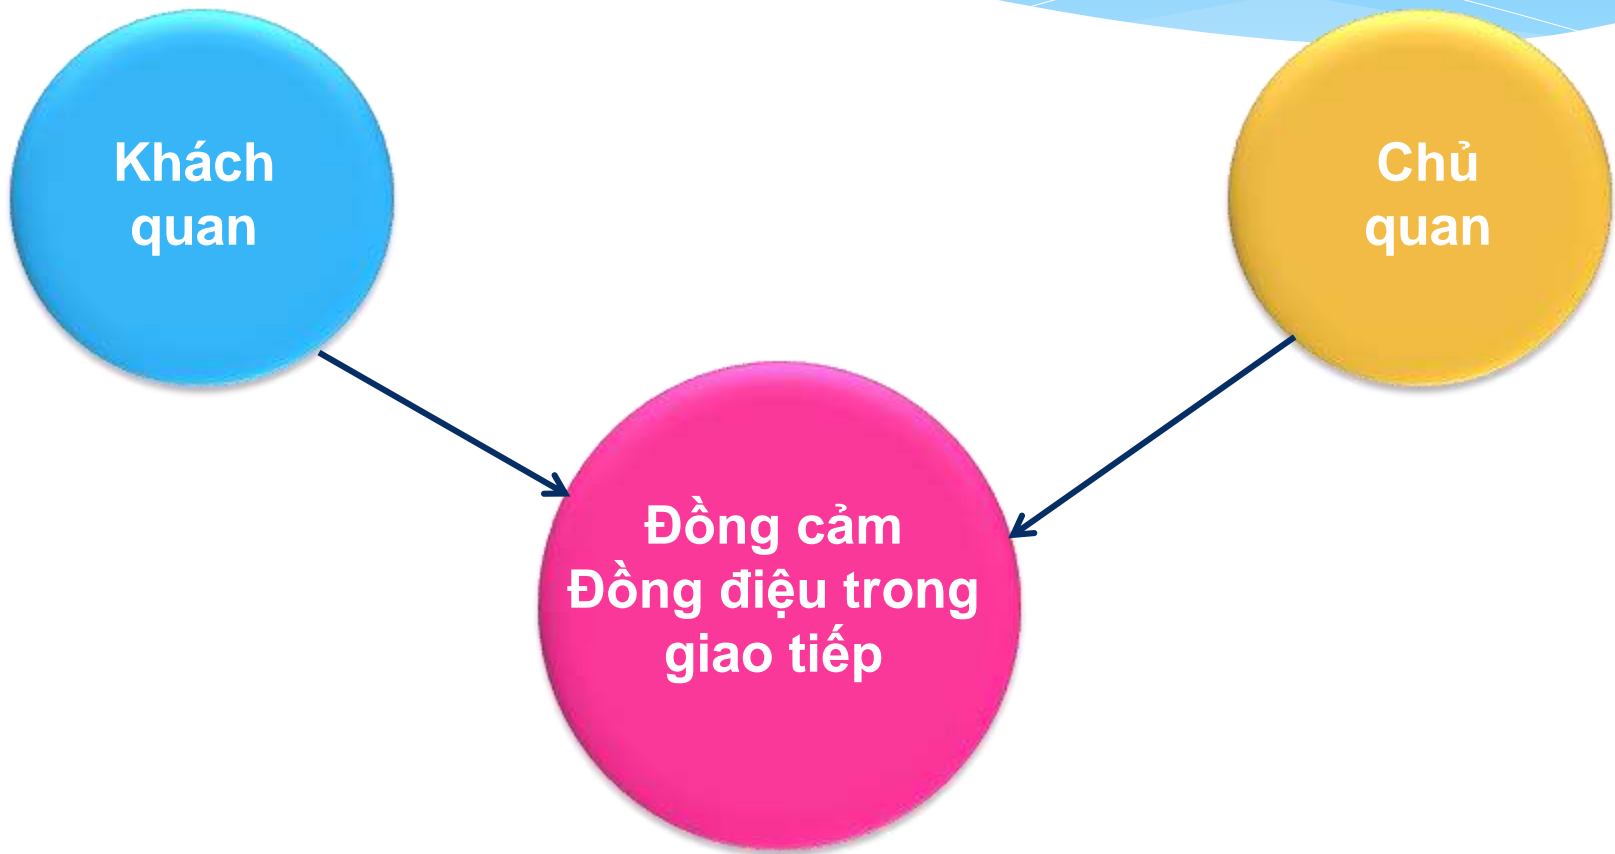 Khách
quan
Chủ
quan
Đồng cảm
Đồng điệu trong
giao tiếp